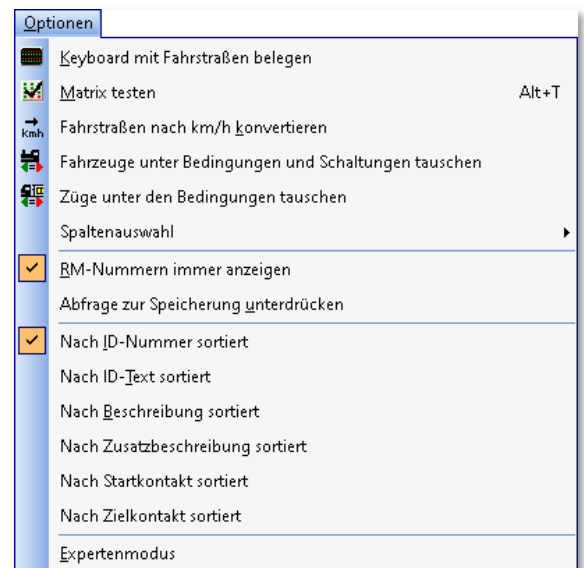 Optionen
Keyboard mit Fahrstraßen belegen
Matrix testen Alt+T
kmh Fahrstraßen nach km/h konvertieren
Fahrzeuge unter Bedingungen und Schaltungen tauschen
Züge unter den Bedingungen tauschen
Spaltenauswahl
RM-Nummern immer anzeigen
Abfrage zur Speicherung unterdrücken
Nach ID-Nummer sortiert
Nach ID-Text sortiert
Nach Beschreibung sortiert
Nach Zusatzbeschreibung sortiert
Nach Startkontakt sortiert
Nach Zielkontakt sortiert
Expertenmodus